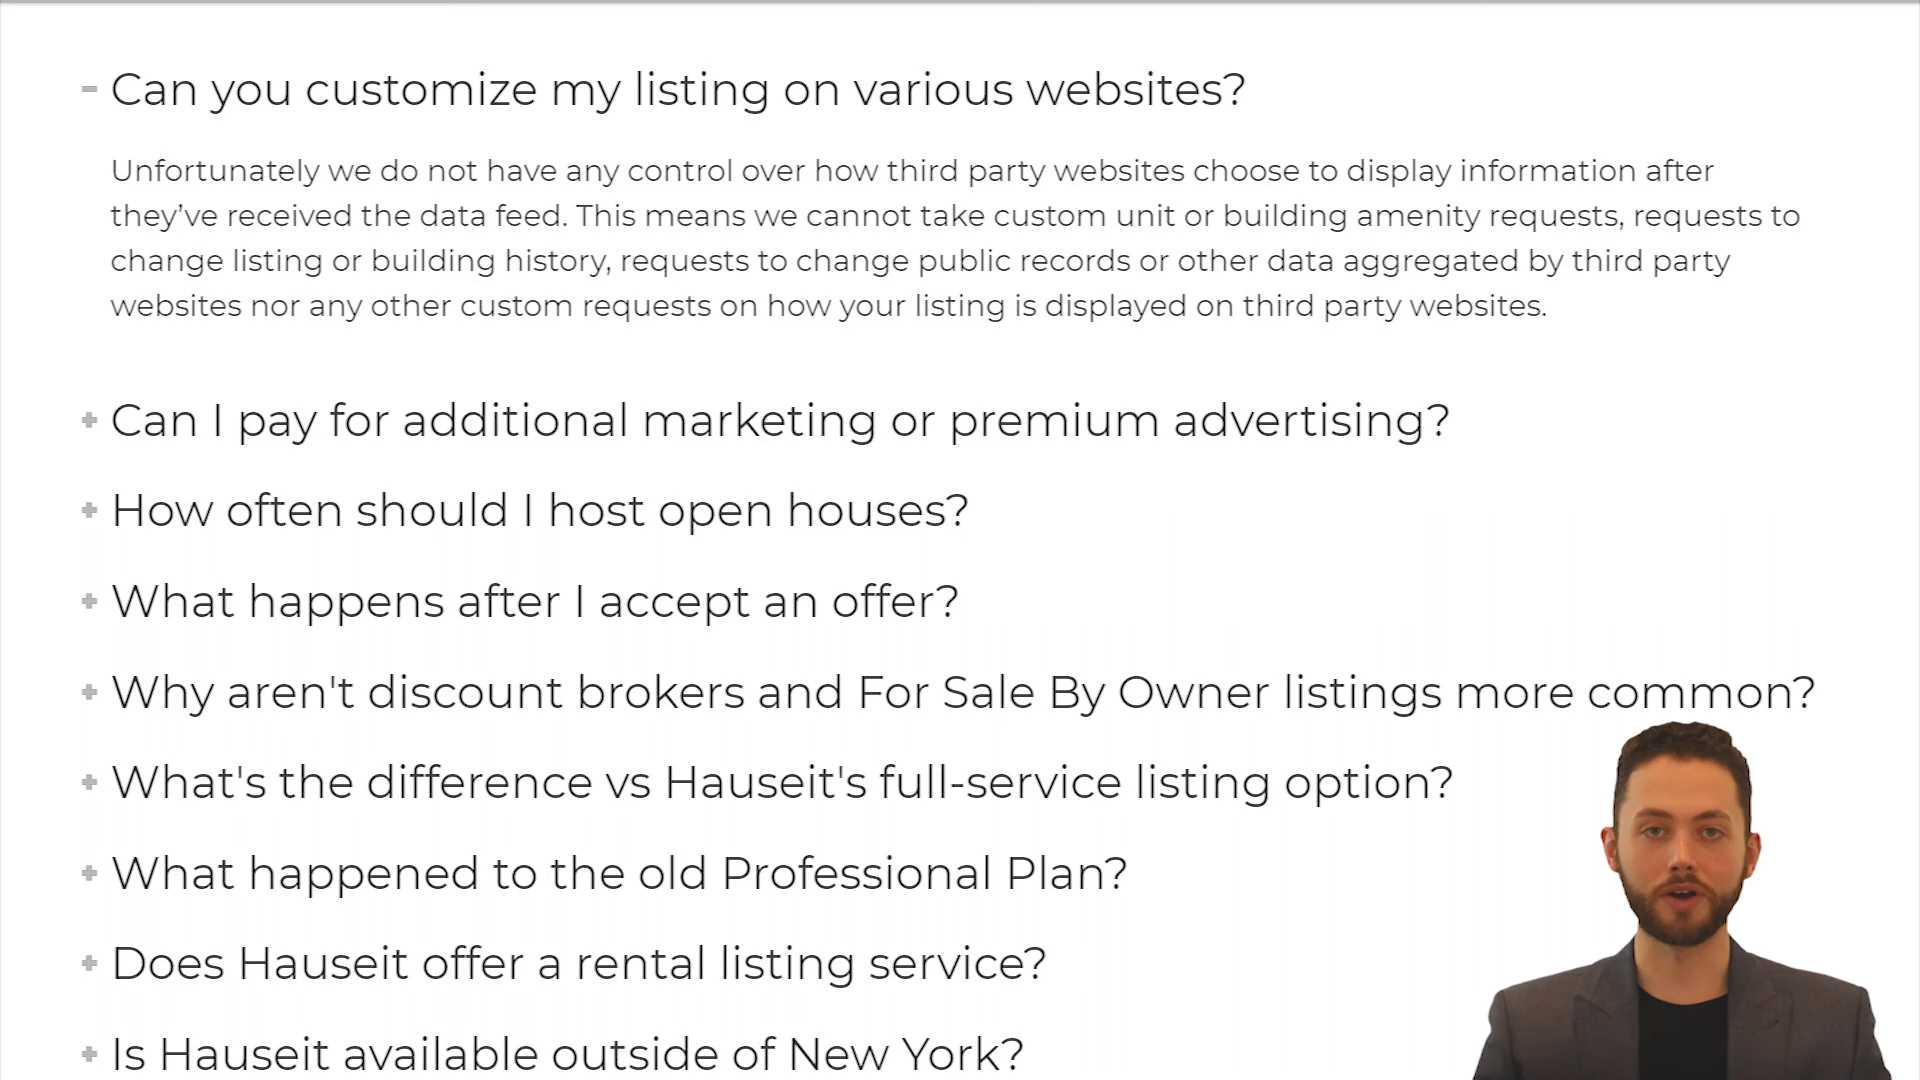 Can you customize my listing on various websites?
Unfortunately we do not have any control over how third party websites choose to display information after
they've received the data feed. This means we cannot take custom unit or building amenity requests, requests to
change listing or building history, requests to change public records or other data aggregated by third party
websites nor any other custom requests on how your listing is displayed on third party websites.
Can I pay for additional marketing or premium advertising?
How often should I host open houses?
What happens after I accept an offer?
Why aren't discount brokers and For Sale By Owner listings more common?
What's the difference vs Hauseit's full-service listing option?
What happened to the old Professional Plan?
Does Hauseit offer a rental listing service?
Is Hauseit available outside of New York?